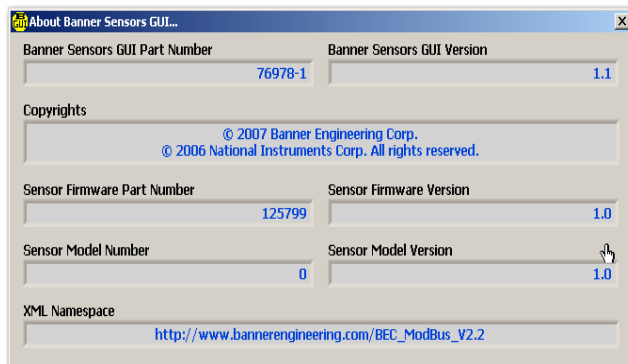 About Banner Sensors GUI...
Banner Sensors GUI Part Number Banner Sensors GUI Version
76978-1 1.1
Copyrights
© 2007 Banner Engineering Corp.
© 2006 National Instruments Corp. All rights reserved.
Sensor Firmware Part Number Sensor Firmware Version
125799 1.0
Sensor Model Number Sensor Model Version
0 1.0
XML Namespace
http://www.bannerengineering.com/BEC_ModBus_V2.2